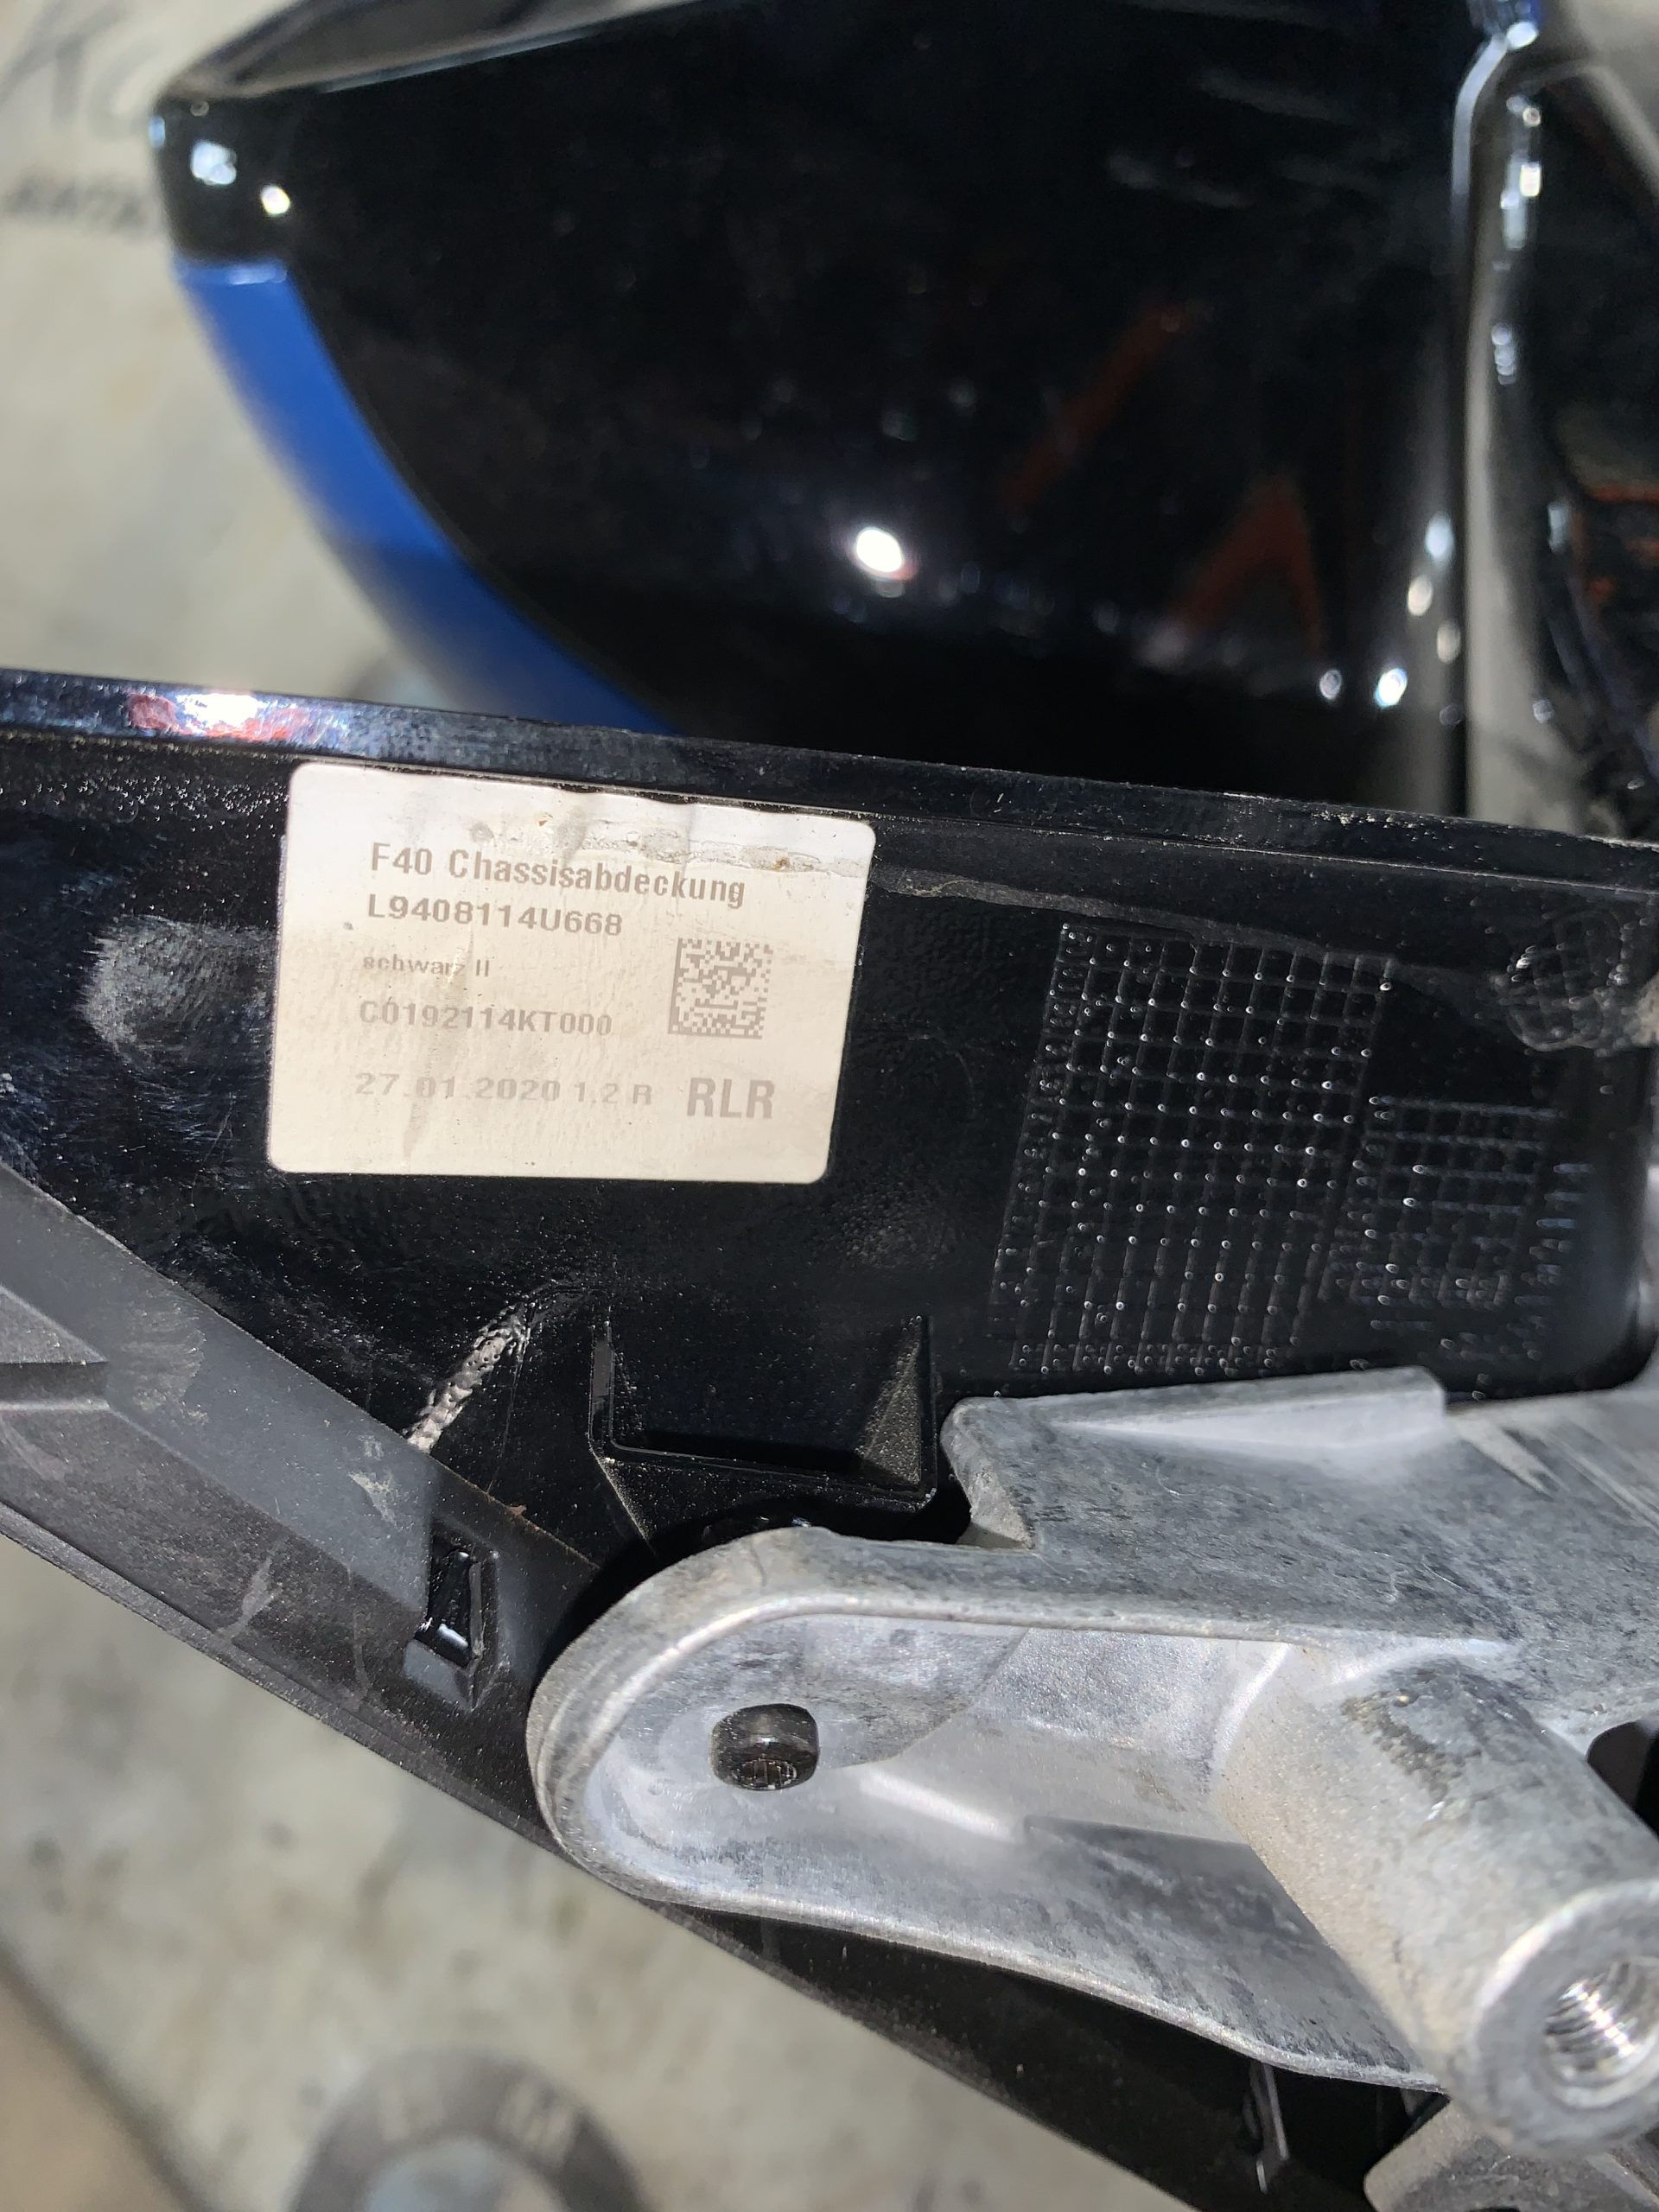 F40 Chassisabdeckung
L9408114U668
schwarz II
C0192114KT000
27.01.2020 1.2 R RLR